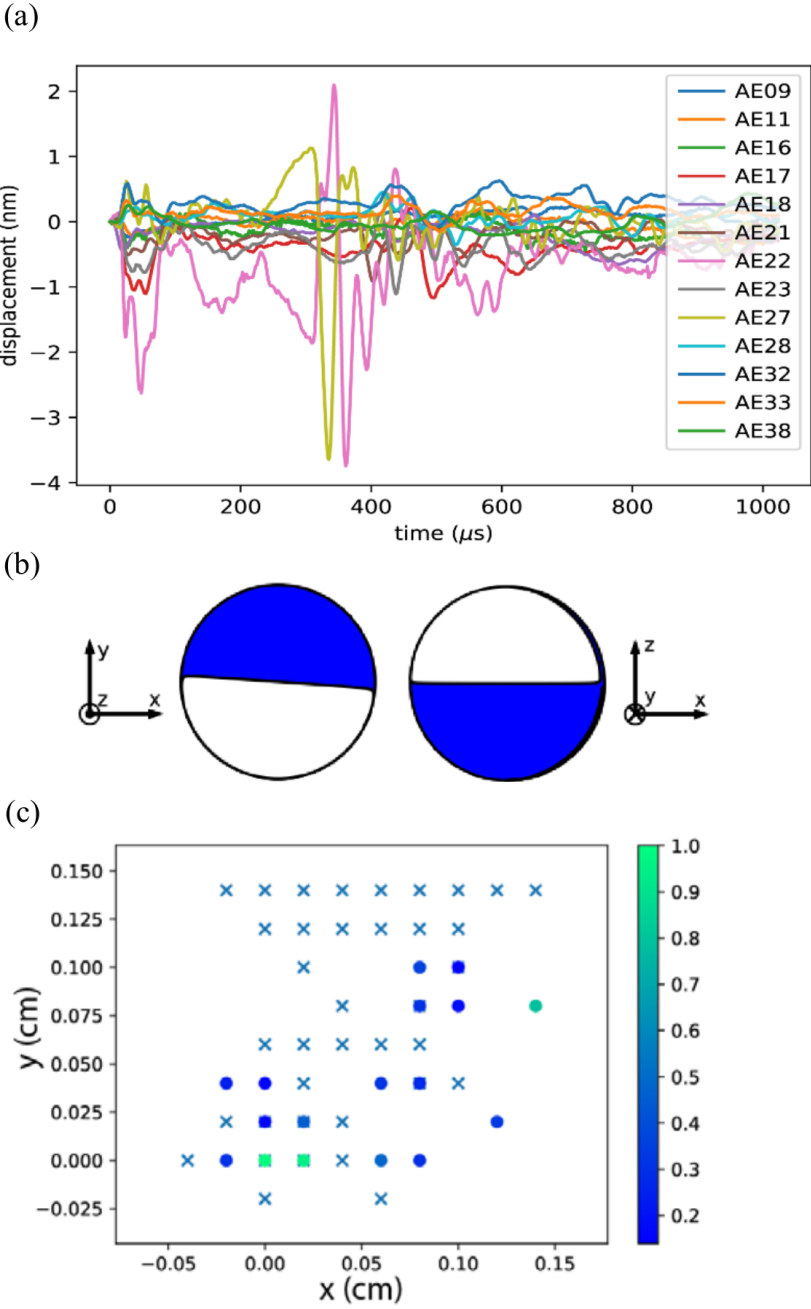 (a)
2
1
0
−1
−2
−3
−4
displacement (nm)
0
200
400
600
800
1000
time (μs)
AE09
AE11
AE16
AE17
AE18
AE21
AE22
AE23
AE27
AE28
AE32
AE33
AE38
(b)
y
z
x
z
y
x
(c)
0.150
0.125
0.100
0.075
0.050
0.025
0.000
−0.025
y (cm)
−0.05
0.00
0.05
0.10
0.15
x (cm)
1.0
0.9
0.8
0.7
0.6
0.5
0.4
0.3
0.2